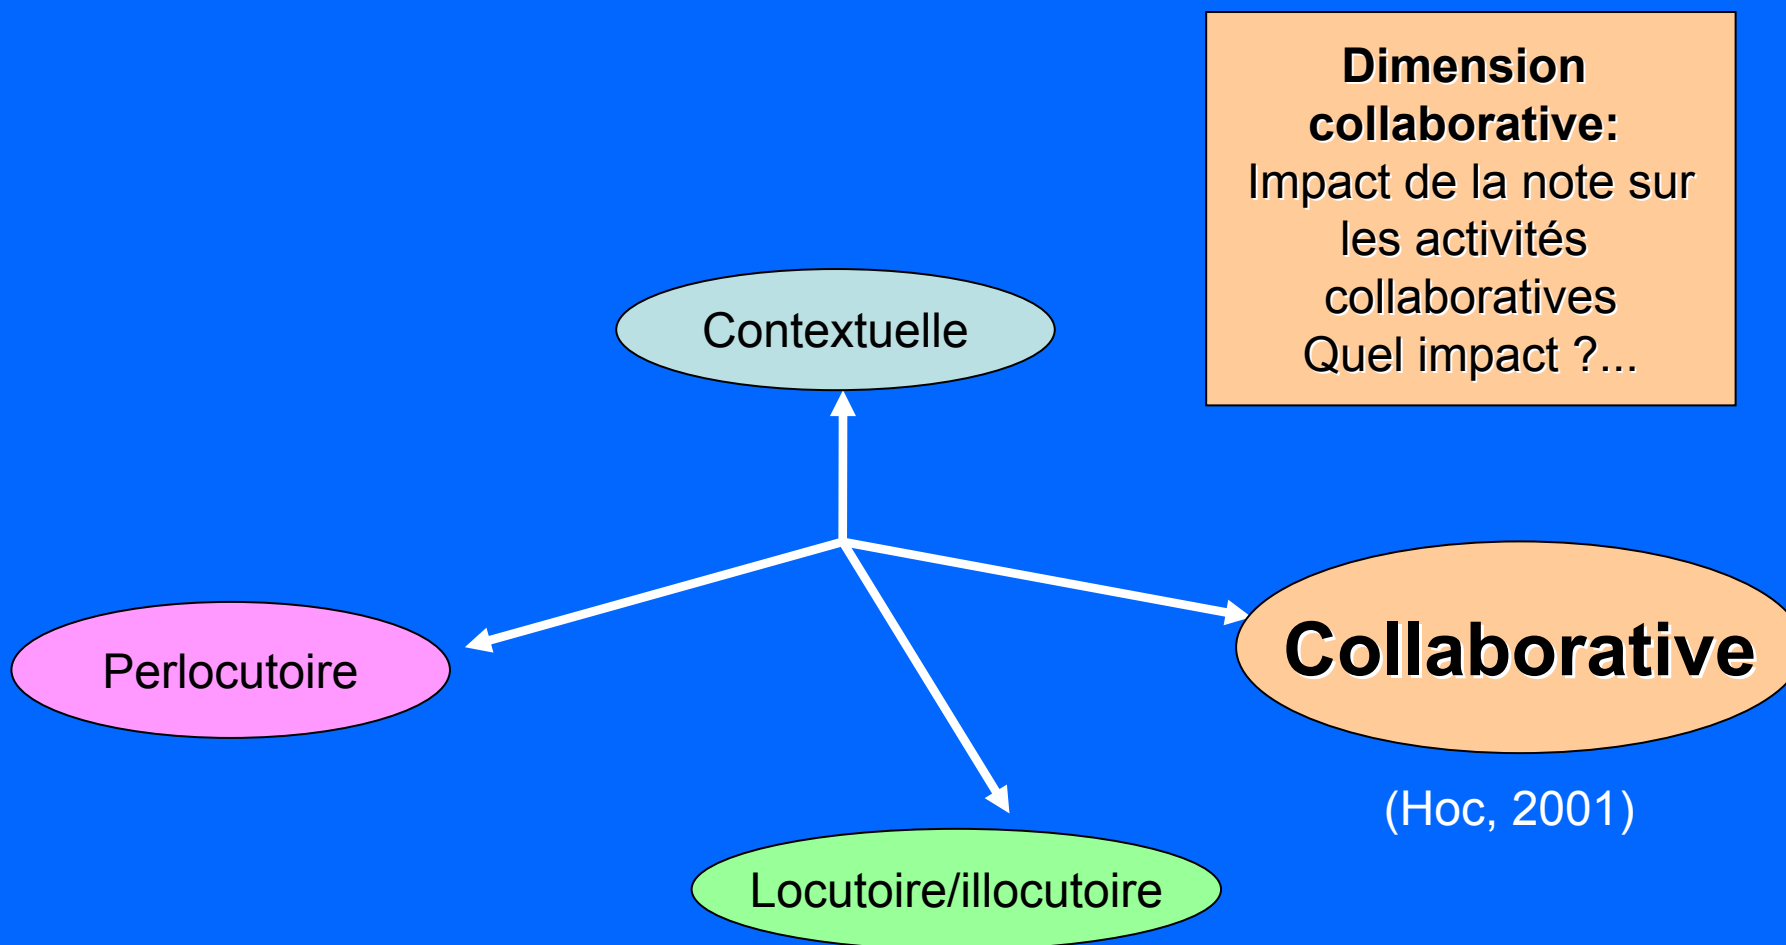 Dimension
collaborative:
Impact de la note sur
les activités
collaboratives
Quel impact ?...
Contextuelle
Perlocutoire
Collaborative
(Hoc, 2001)
Locutoire/illocutoire